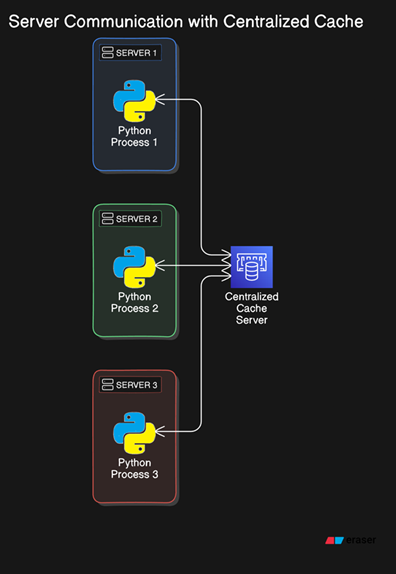 Server Communication with Centralized Cache
SERVER 1
Python
Process 1
SERVER 2
Python
Process 2
Centralized
Cache
Server
SERVER 3
Python
Process 3
eraser